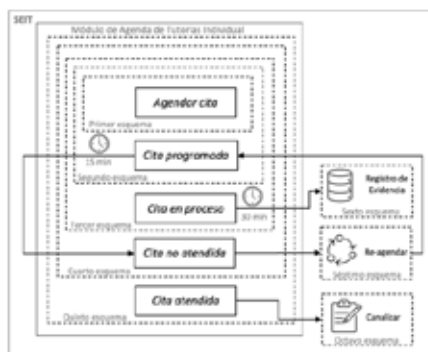 SEIT
Módulo de Agenda de Tutorías Individual
Agendar cita
Primer esquema
15 min
Cita programada
Segundo esquema
Registro de
Evidencia
Cita en proceso
30 min
Tercer esquema
Sexto esquema
Cita no atendida
Re-agendar
Cuarto esquema
Séptimo esquema
Cita atendida
Canalizar
Quinto esquema
Octavo esquema